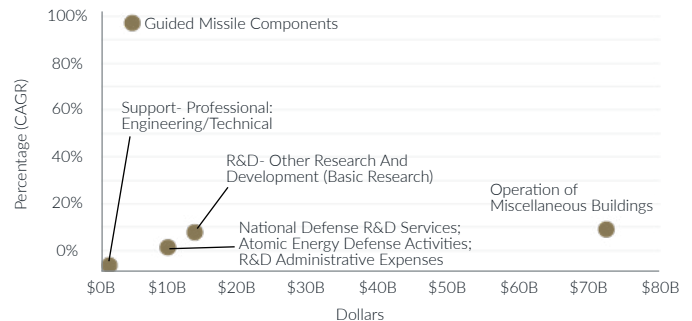 100%
Guided Missile Components
80%
60%
Support- Professional:
Engineering/Technical
40%
R&D- Other Research And
Development (Basic Research)
20%
Operation of
Miscellaneous Buildings
National Defense R&D Services;
Atomic Energy Defense Activities;
R&D Administrative Expenses
0%
Percentage (CAGR)
$0B $10B $20B $30B $40B $50B $60B $70B $80B
Dollars